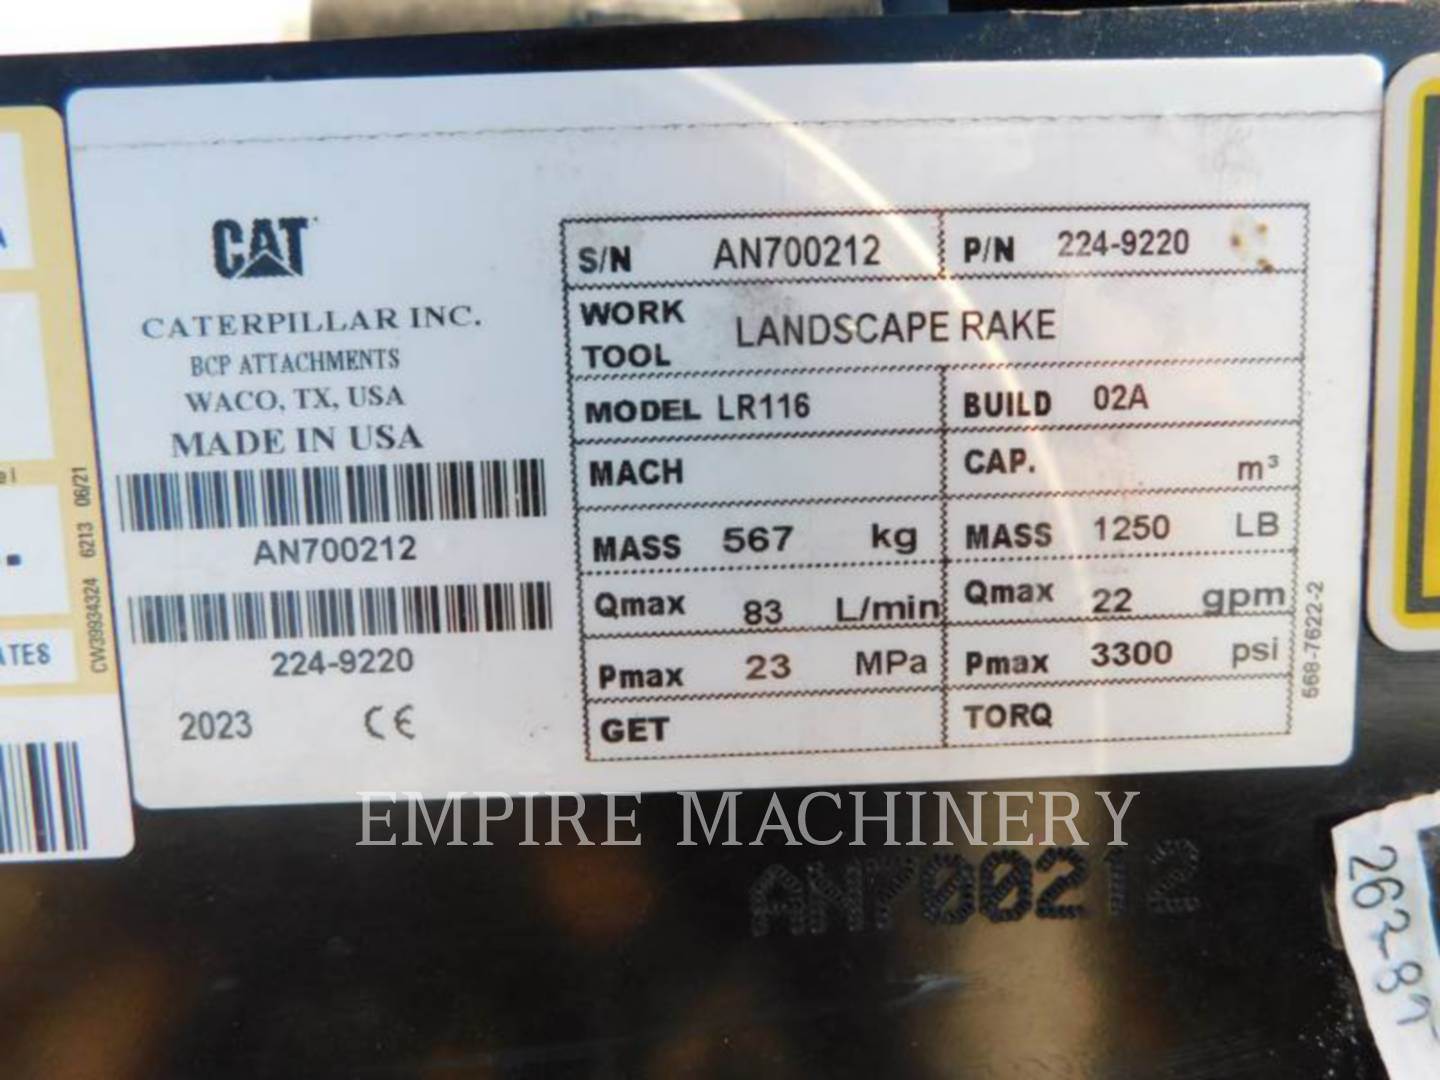 CAT
CATERPILLAR INC.
BCP ATTACHMENTS
WACO, TX, USA
MADE IN USA
AN700212
224-9220
2023 CE
S/N AN700212 P/N 224-9220
WORK TOOL LANDSCAPE RAKE
MODEL LR116 BUILD 02A
MACH CAP. m³
MASS 567 kg MASS 1250 LB
Qmax 83 L/min Qmax 22 gpm
Pmax 23 MPa Pmax 3300 psi
GET TORQ
568-7622-2
CW39934324 6213 06/21
EMPIRE MACHINERY
AN700212